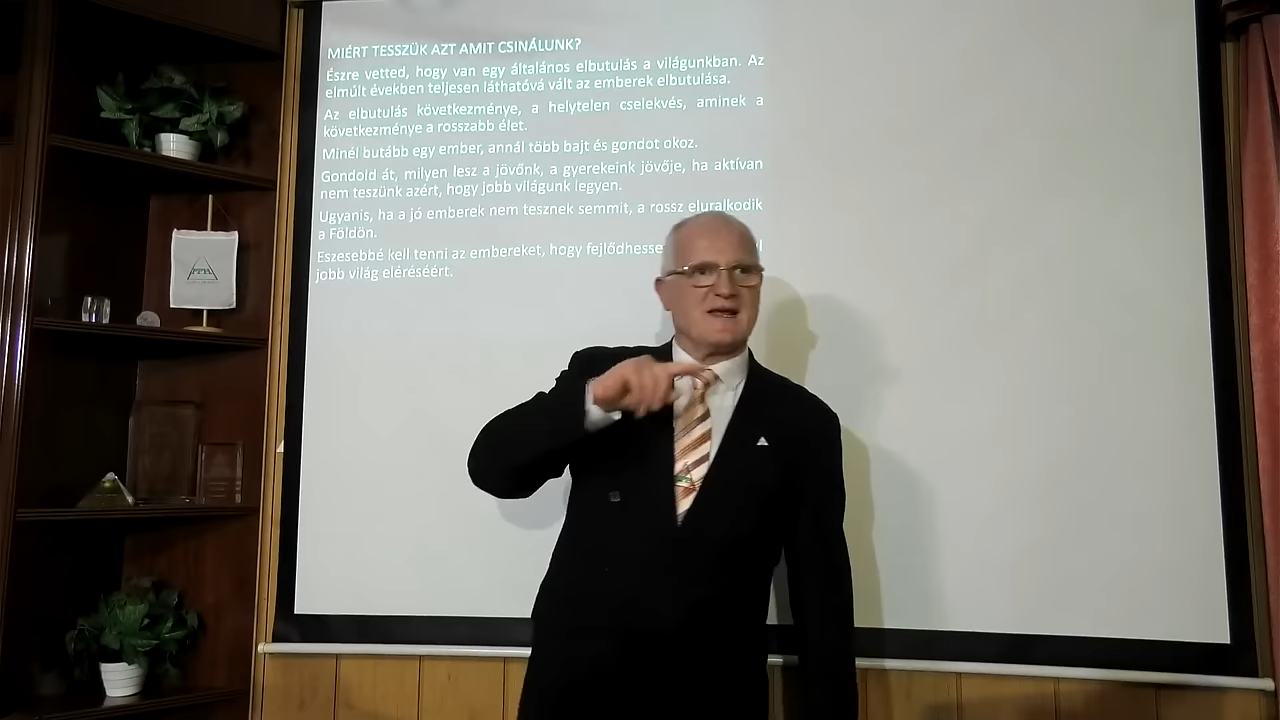 MIÉRT TESSZÜK AZT AMIT CSINÁLUNK?
Észre vetted, hogy van egy általános elbutulás a világunkban. Az
elmúlt években teljesen láthatóvá vált az emberek elbutulása.
Az elbutulás következménye, a helytelen cselekvés, aminek a
következménye a rosszabb élet.
Minél butább egy ember, annál több bajt és gondot okoz.
Gondold át, milyen lesz a jövőnk, a gyerekeink jövője, ha aktívan
nem teszünk azért, hogy jobb világunk legyen.
Ugyanis, ha a jó emberek nem tesznek semmit, a rossz eluralkodik
a Földön.
Eszesebbé kell tenni az embereket, hogy
jobb világ eléréséért.